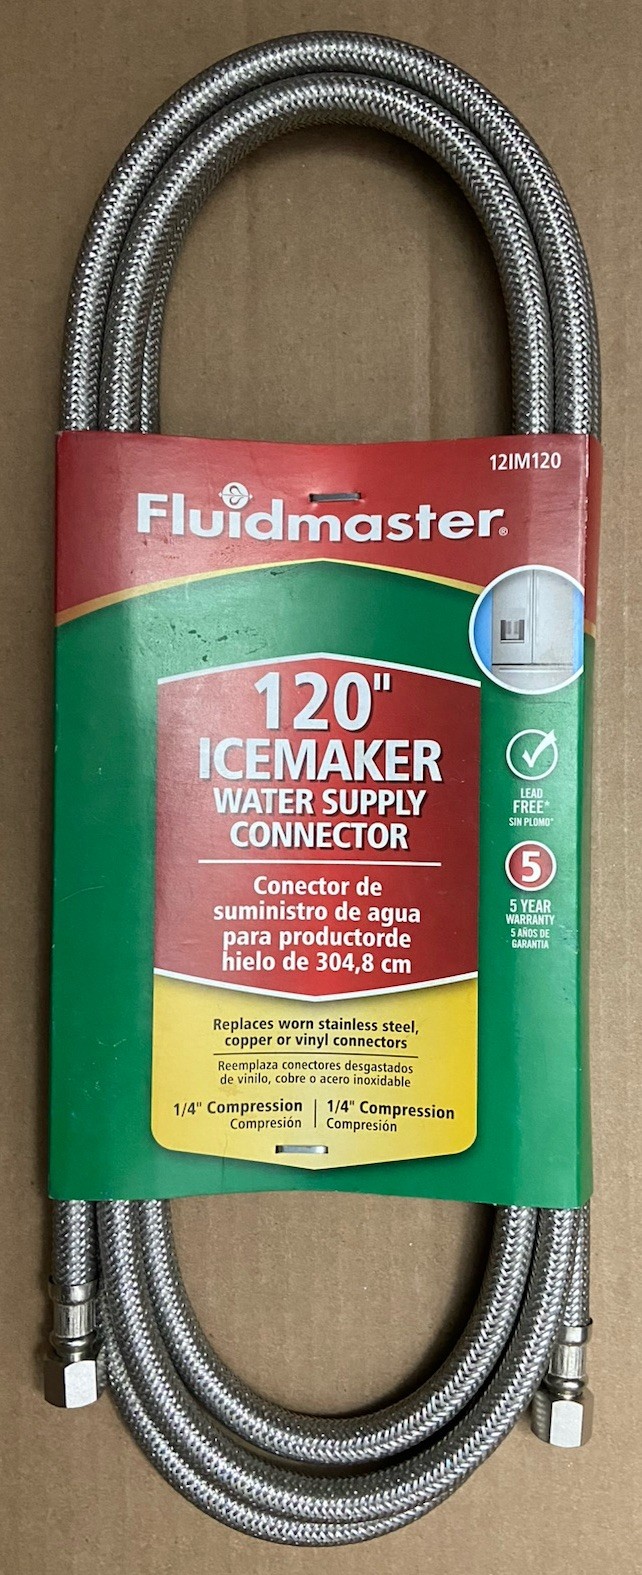 12IM120
Fluidmaster®
120"
ICEMAKER
WATER SUPPLY
CONNECTOR
Conector de
suministro de agua
para productorde
hielo de 304,8 cm
LEAD
FREE*
SIN PLOMO*
5
5 YEAR
WARRANTY
5 AÑOS DE
GARANTIA
Replaces worn stainless steel,
copper or vinyl connectors
Reemplaza conectores desgastados
de vinilo, cobre o acero inoxidable
1/4" Compression
Compresión
1/4" Compression
Compresión